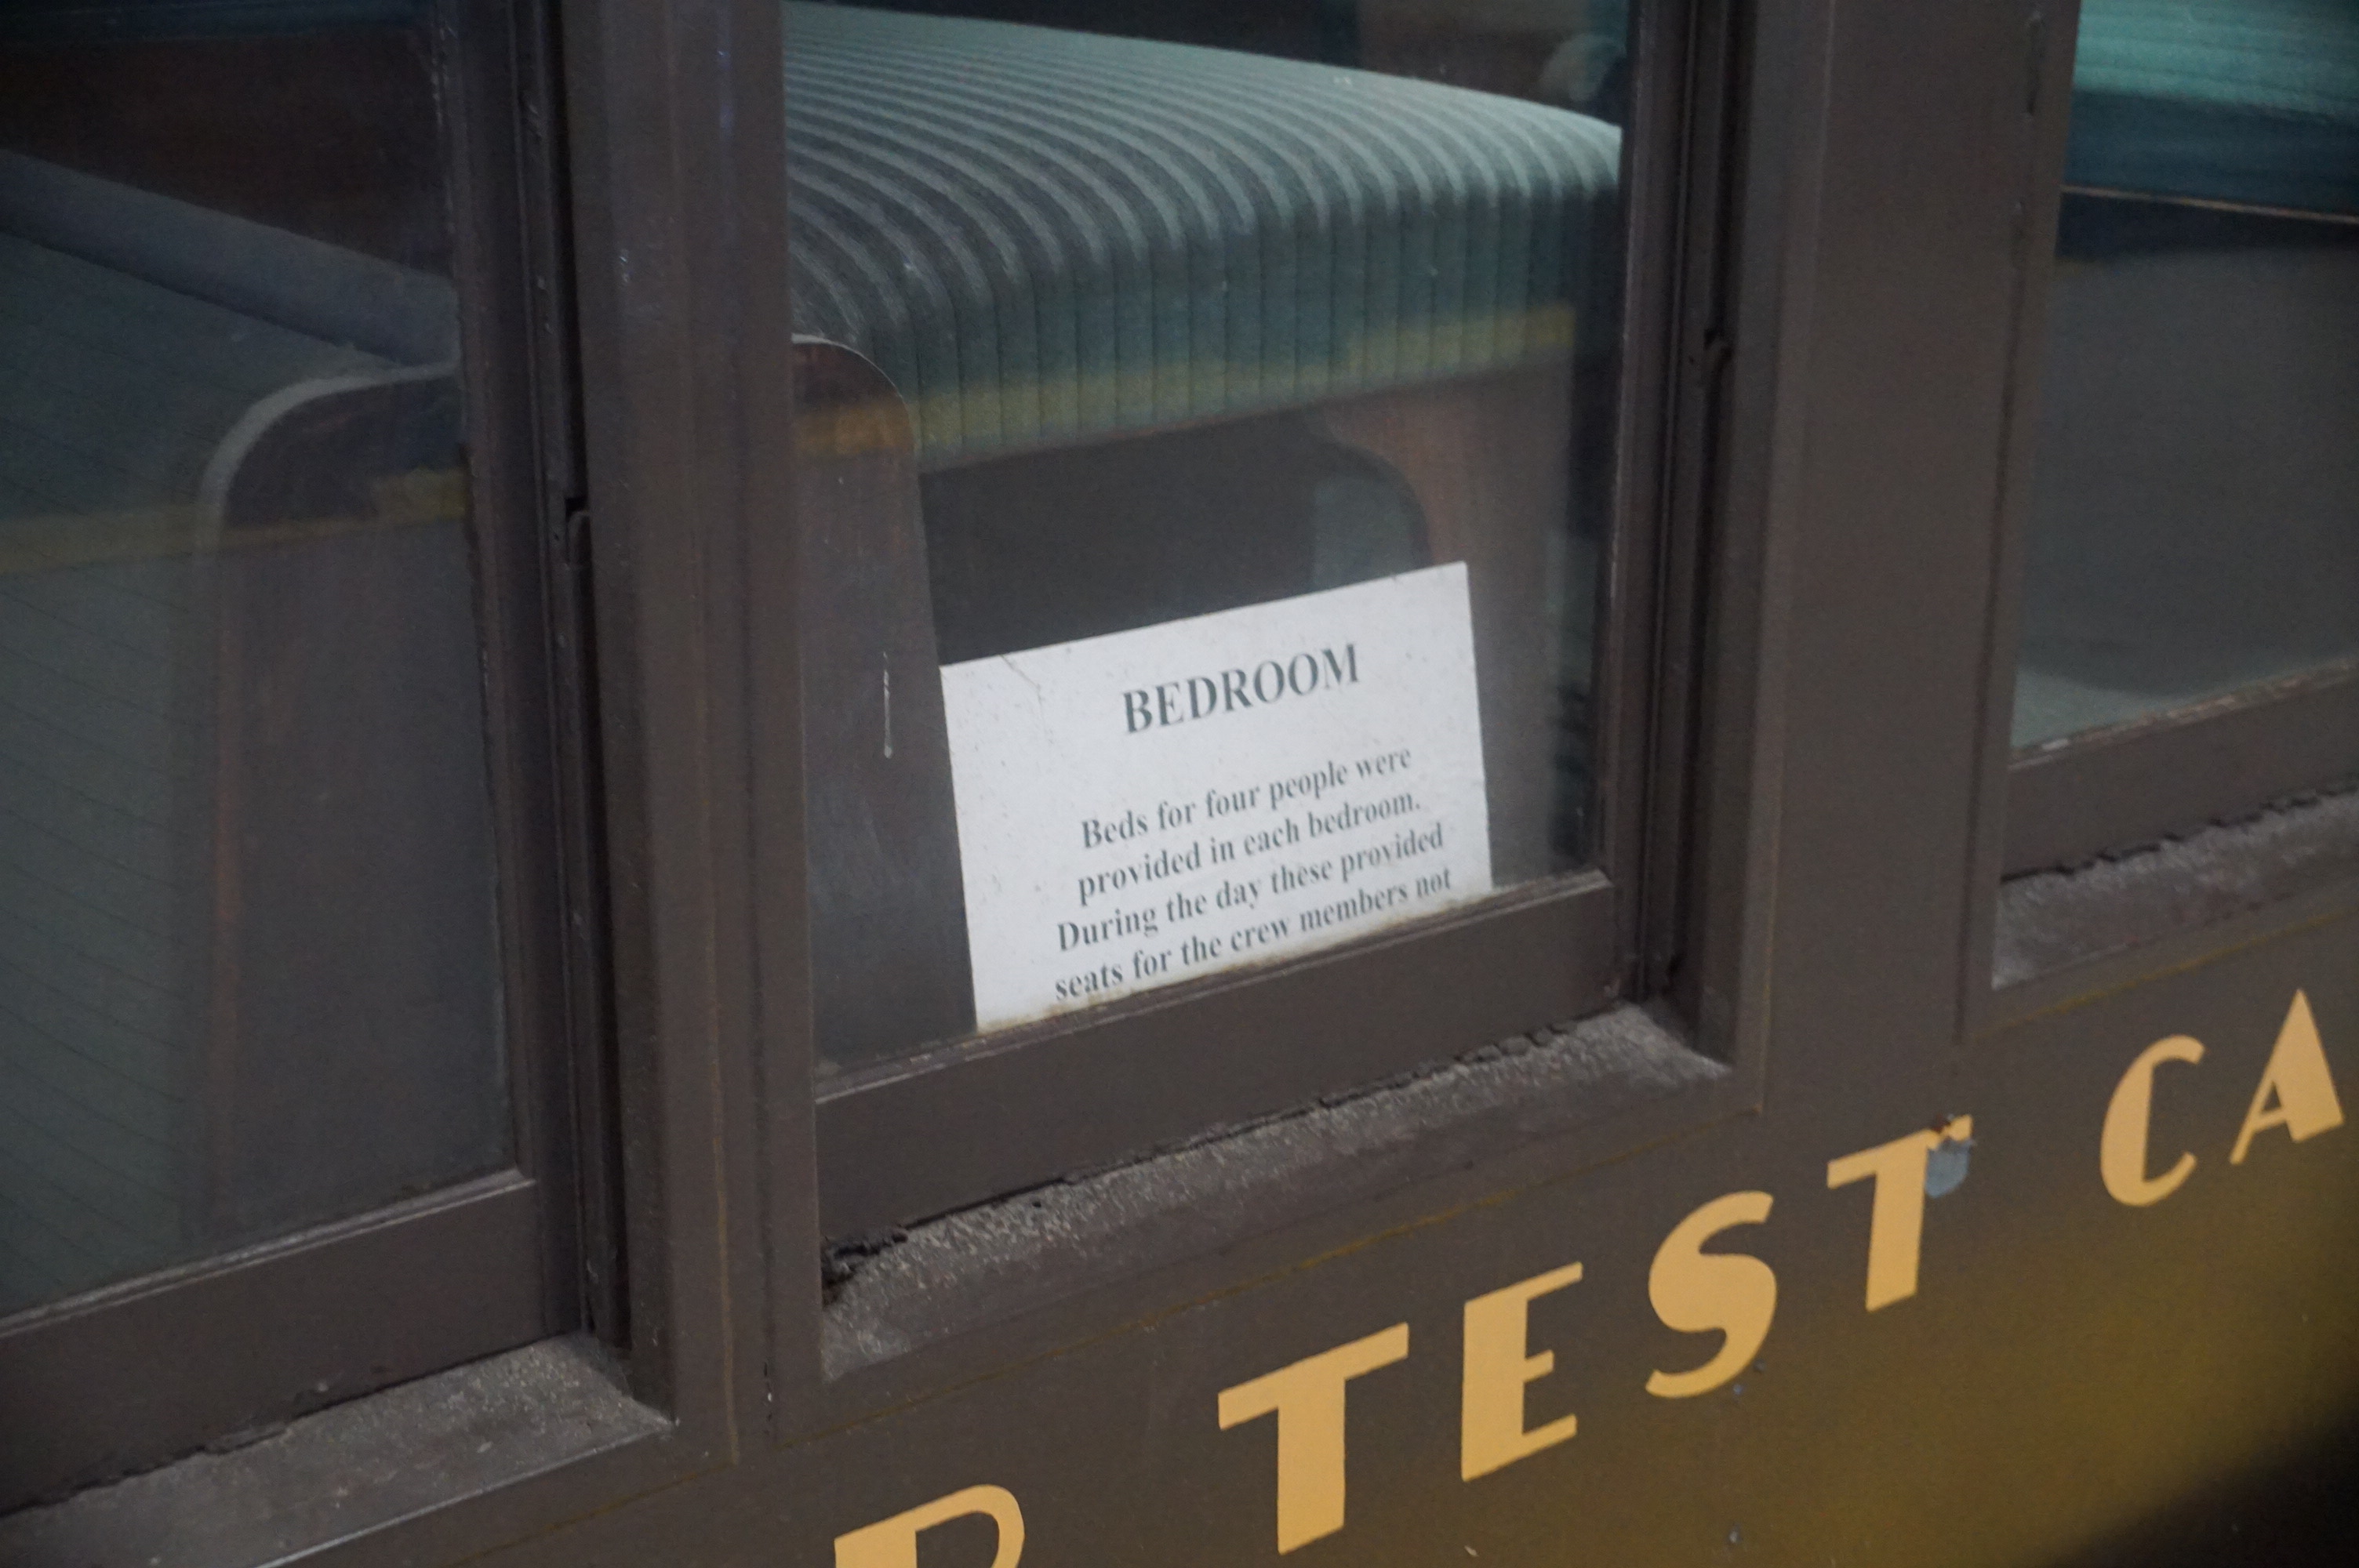 BEDROOM
Beds for four people were
provided in each bedroom.
During the day these provided
seats for the crew members not
TEST CA